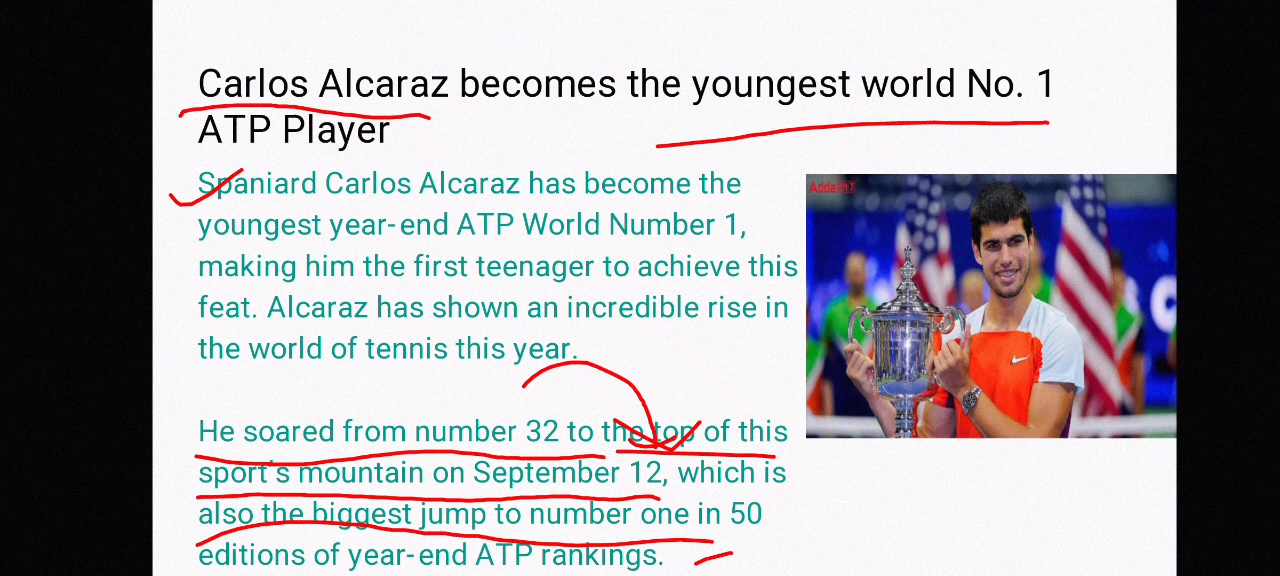 Carlos Alcaraz becomes the youngest world No. 1
ATP Player
Spaniard Carlos Alcaraz has become the
youngest year-end ATP World Number 1,
making him the first teenager to achieve this
feat. Alcaraz has shown an incredible rise in
the world of tennis this year.
He soared from number 32 to the top of this
sport's mountain on September 12, which is
also the biggest jump to number one in 50
editions of year-end ATP rankings.
Adda247